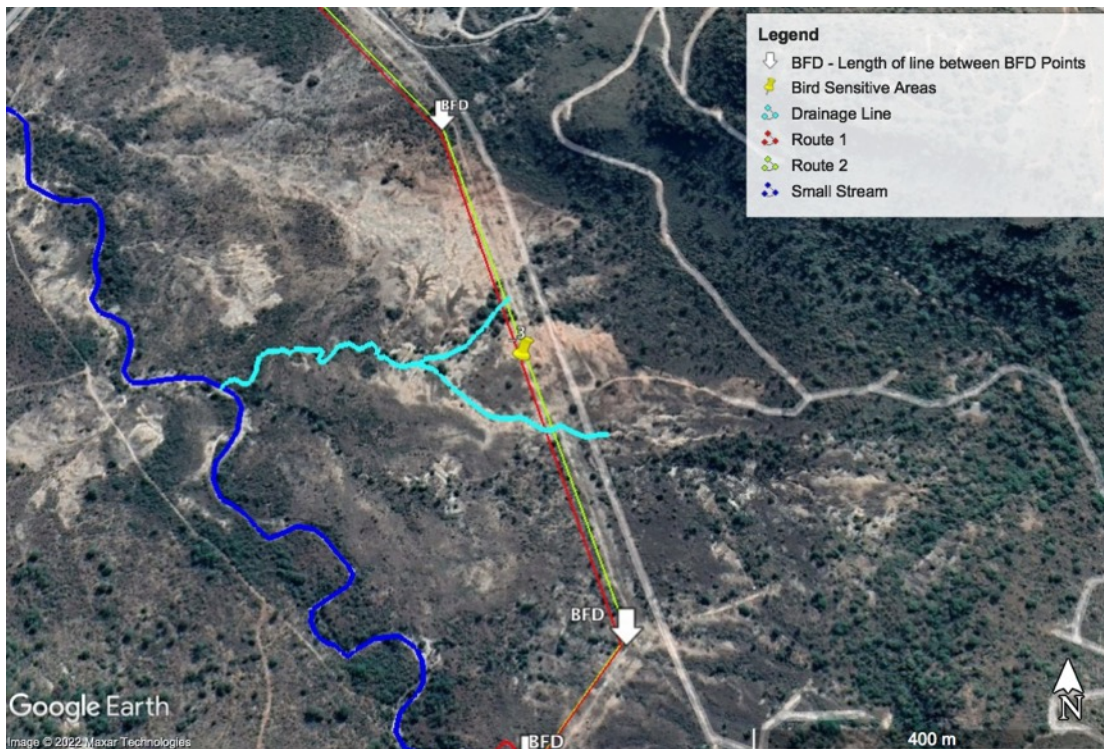 Legend
BFD - Length of line between BFD Points
Bird Sensitive Areas
Drainage Line
Route 1
Route 2
Small Stream
BFD
3
BFD
N
Google Earth
400 m
Image © 2022 Maxar Technologies
BFD